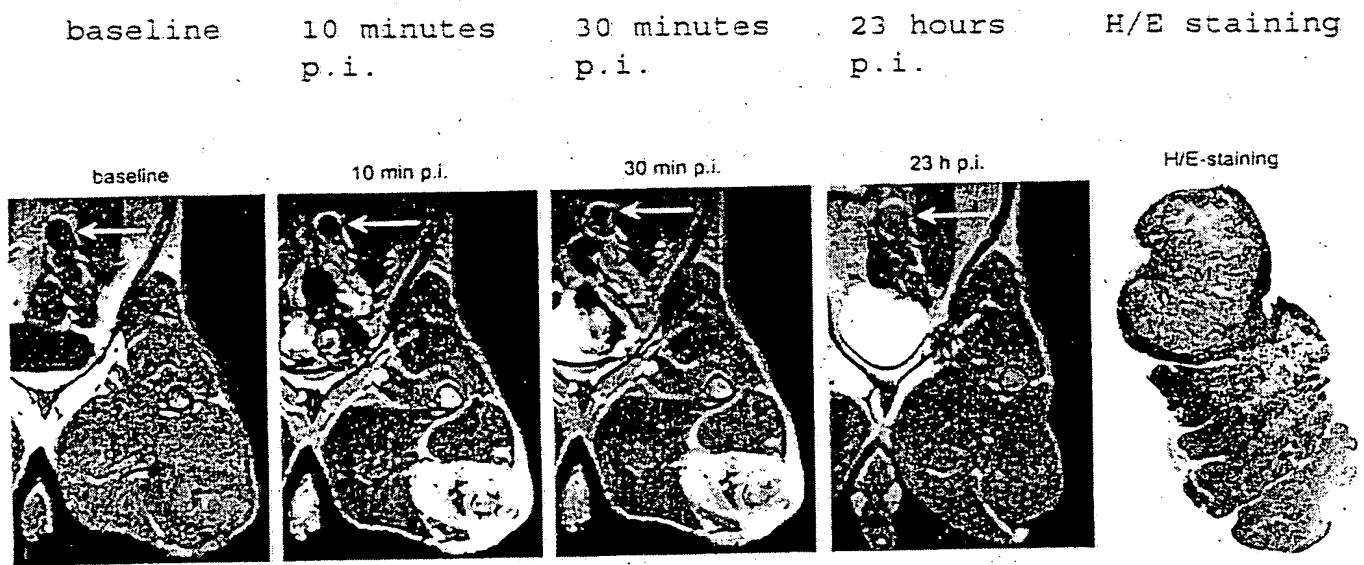 baseline
10 minutes
p.i.
30 minutes
p.i.
23 hours
p.i.
H/E staining
baseline
10 min p.i.
30 min p.i.
23 h p.i.
H/E-staining